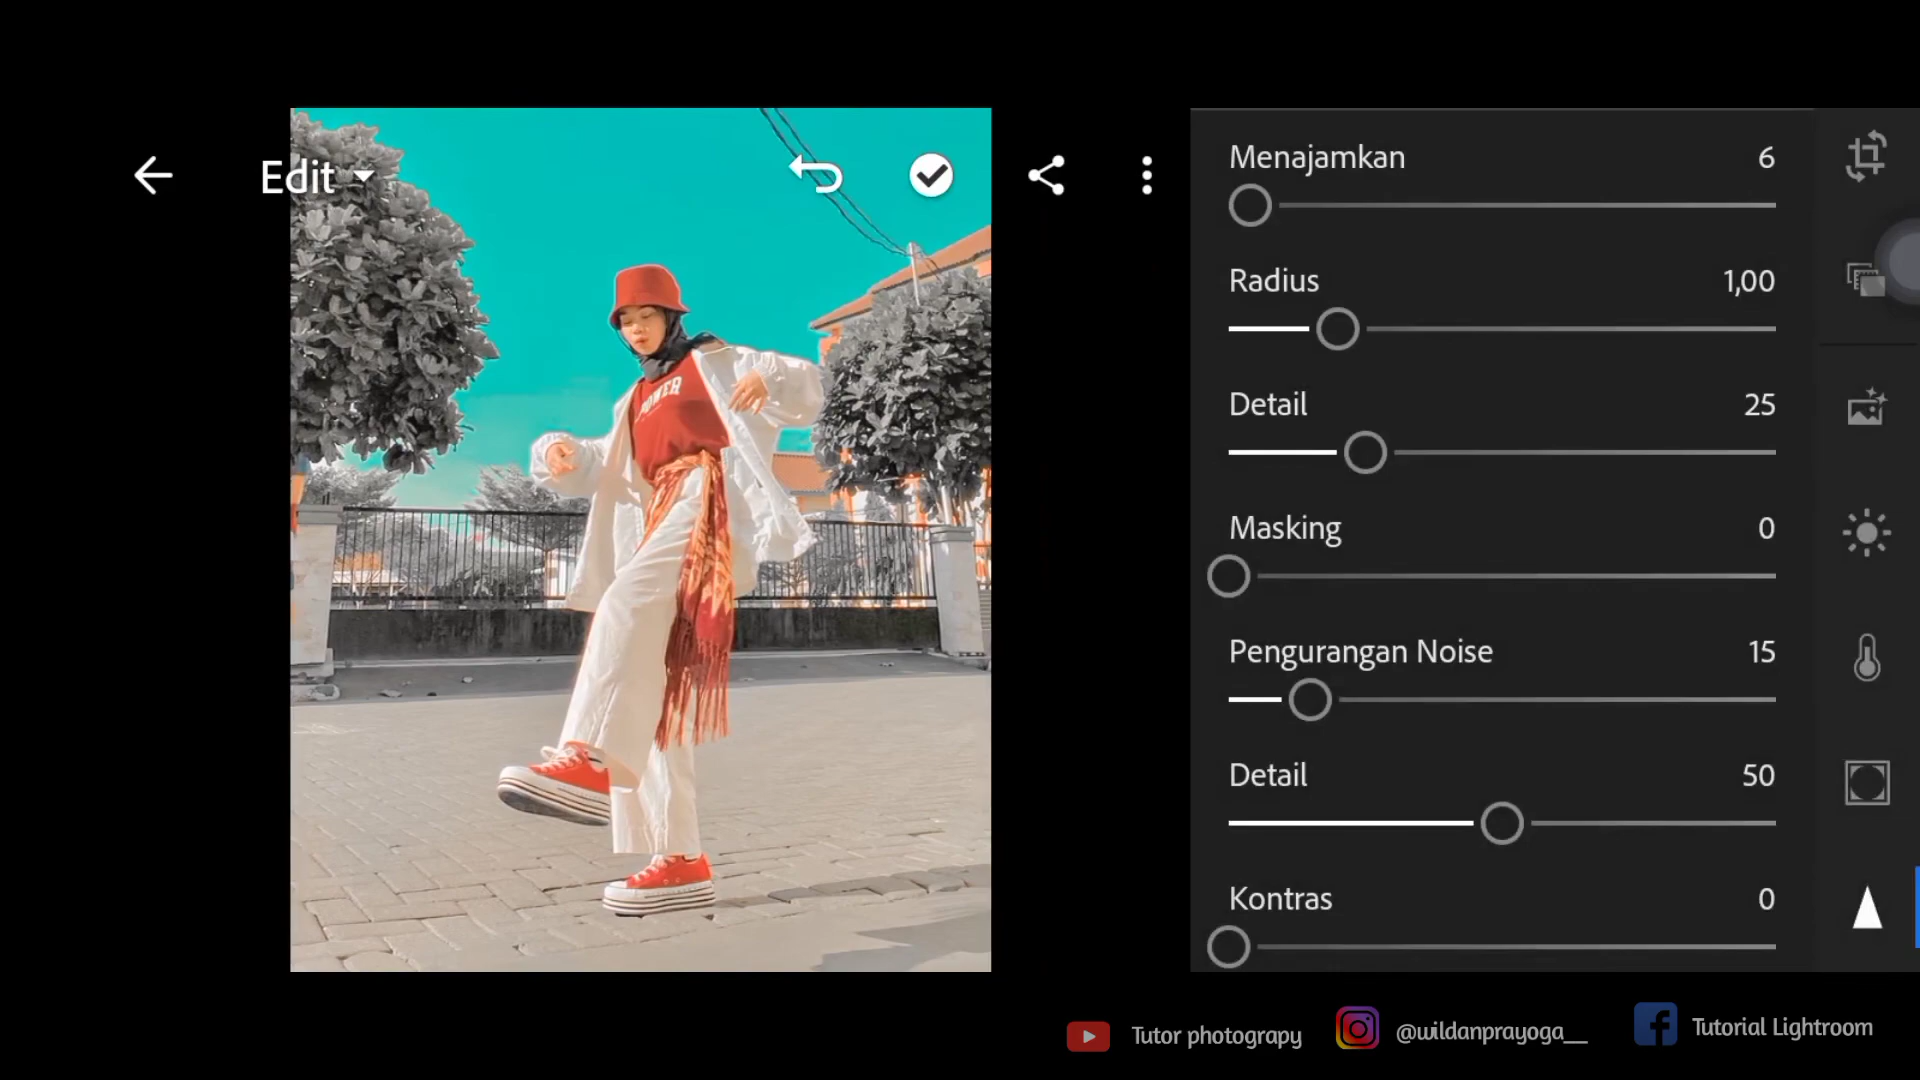 Edit
POWER
Menajamkan 6
Radius 1,00
Detail 25
Masking 0
Pengurangan Noise 15
Detail 50
Kontras 0
Tutor photograpy
@wildanprayoga__
Tutorial Lightroom